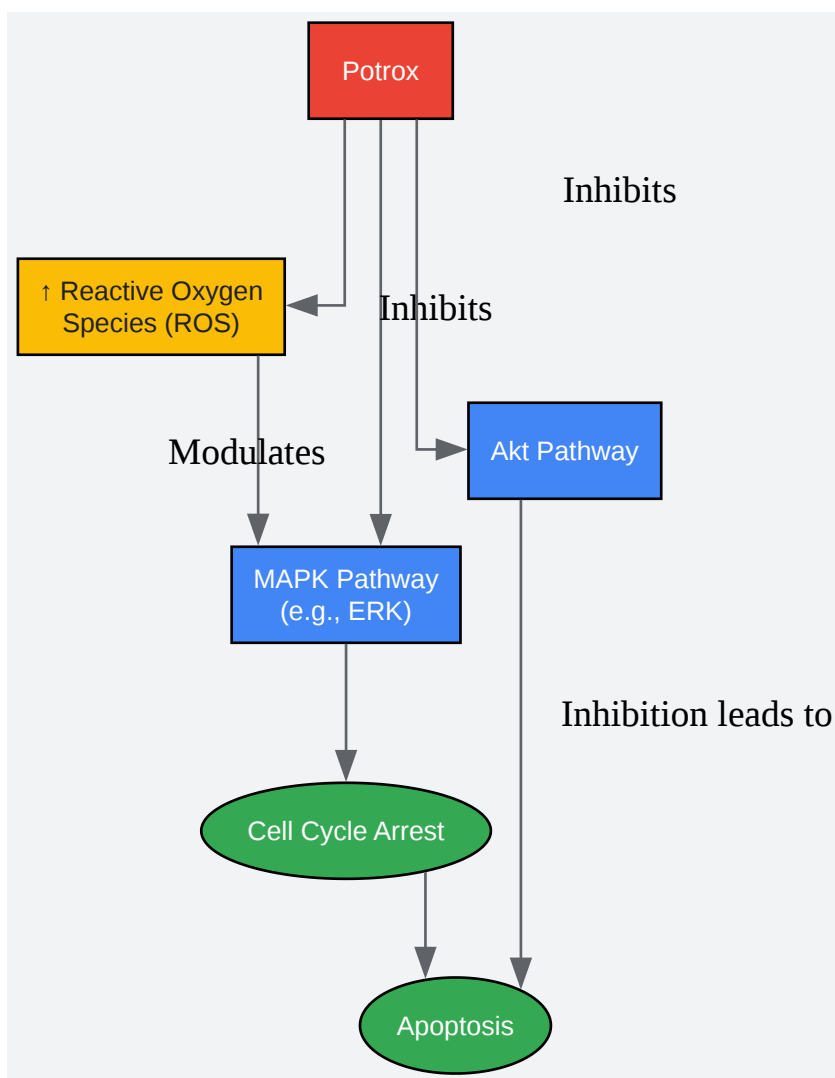 Potrox
Inhibits
↑ Reactive Oxygen
Species (ROS)
Inhibits
Modulates
Akt Pathway
MAPK Pathway
(e.g., ERK)
Inhibition leads to
Cell Cycle Arrest
Apoptosis